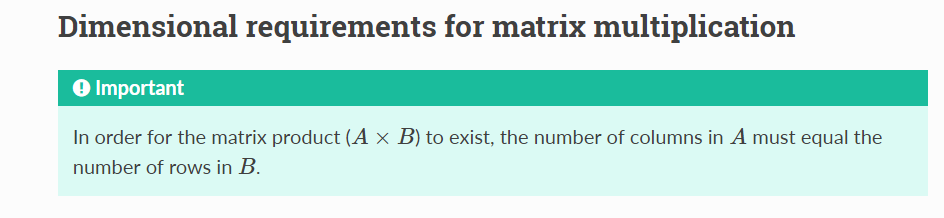 Dimensional requirements for matrix multiplication
Important
In order for the matrix product (A × B) to exist, the number of columns in A must equal the
number of rows in B.